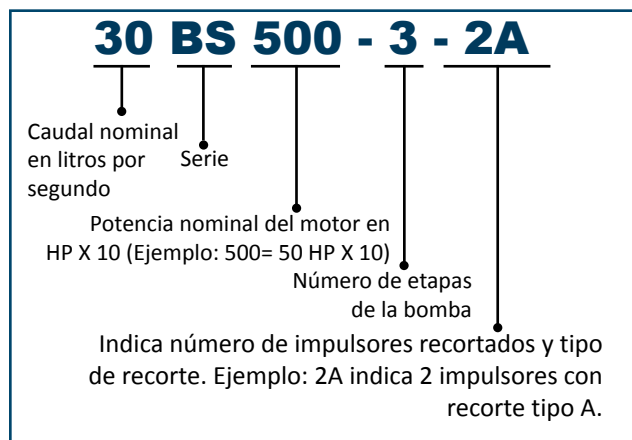 30 BS 500 - 3 - 2A
Caudal nominal
en litros por
segundo
Serie
Potencia nominal del motor en
HP X 10 (Ejemplo: 500= 50 HP X 10)
Número de etapas
de la bomba
Indica número de impulsores recortados y tipo
de recorte. Ejemplo: 2A indica 2 impulsores con
recorte tipo A.